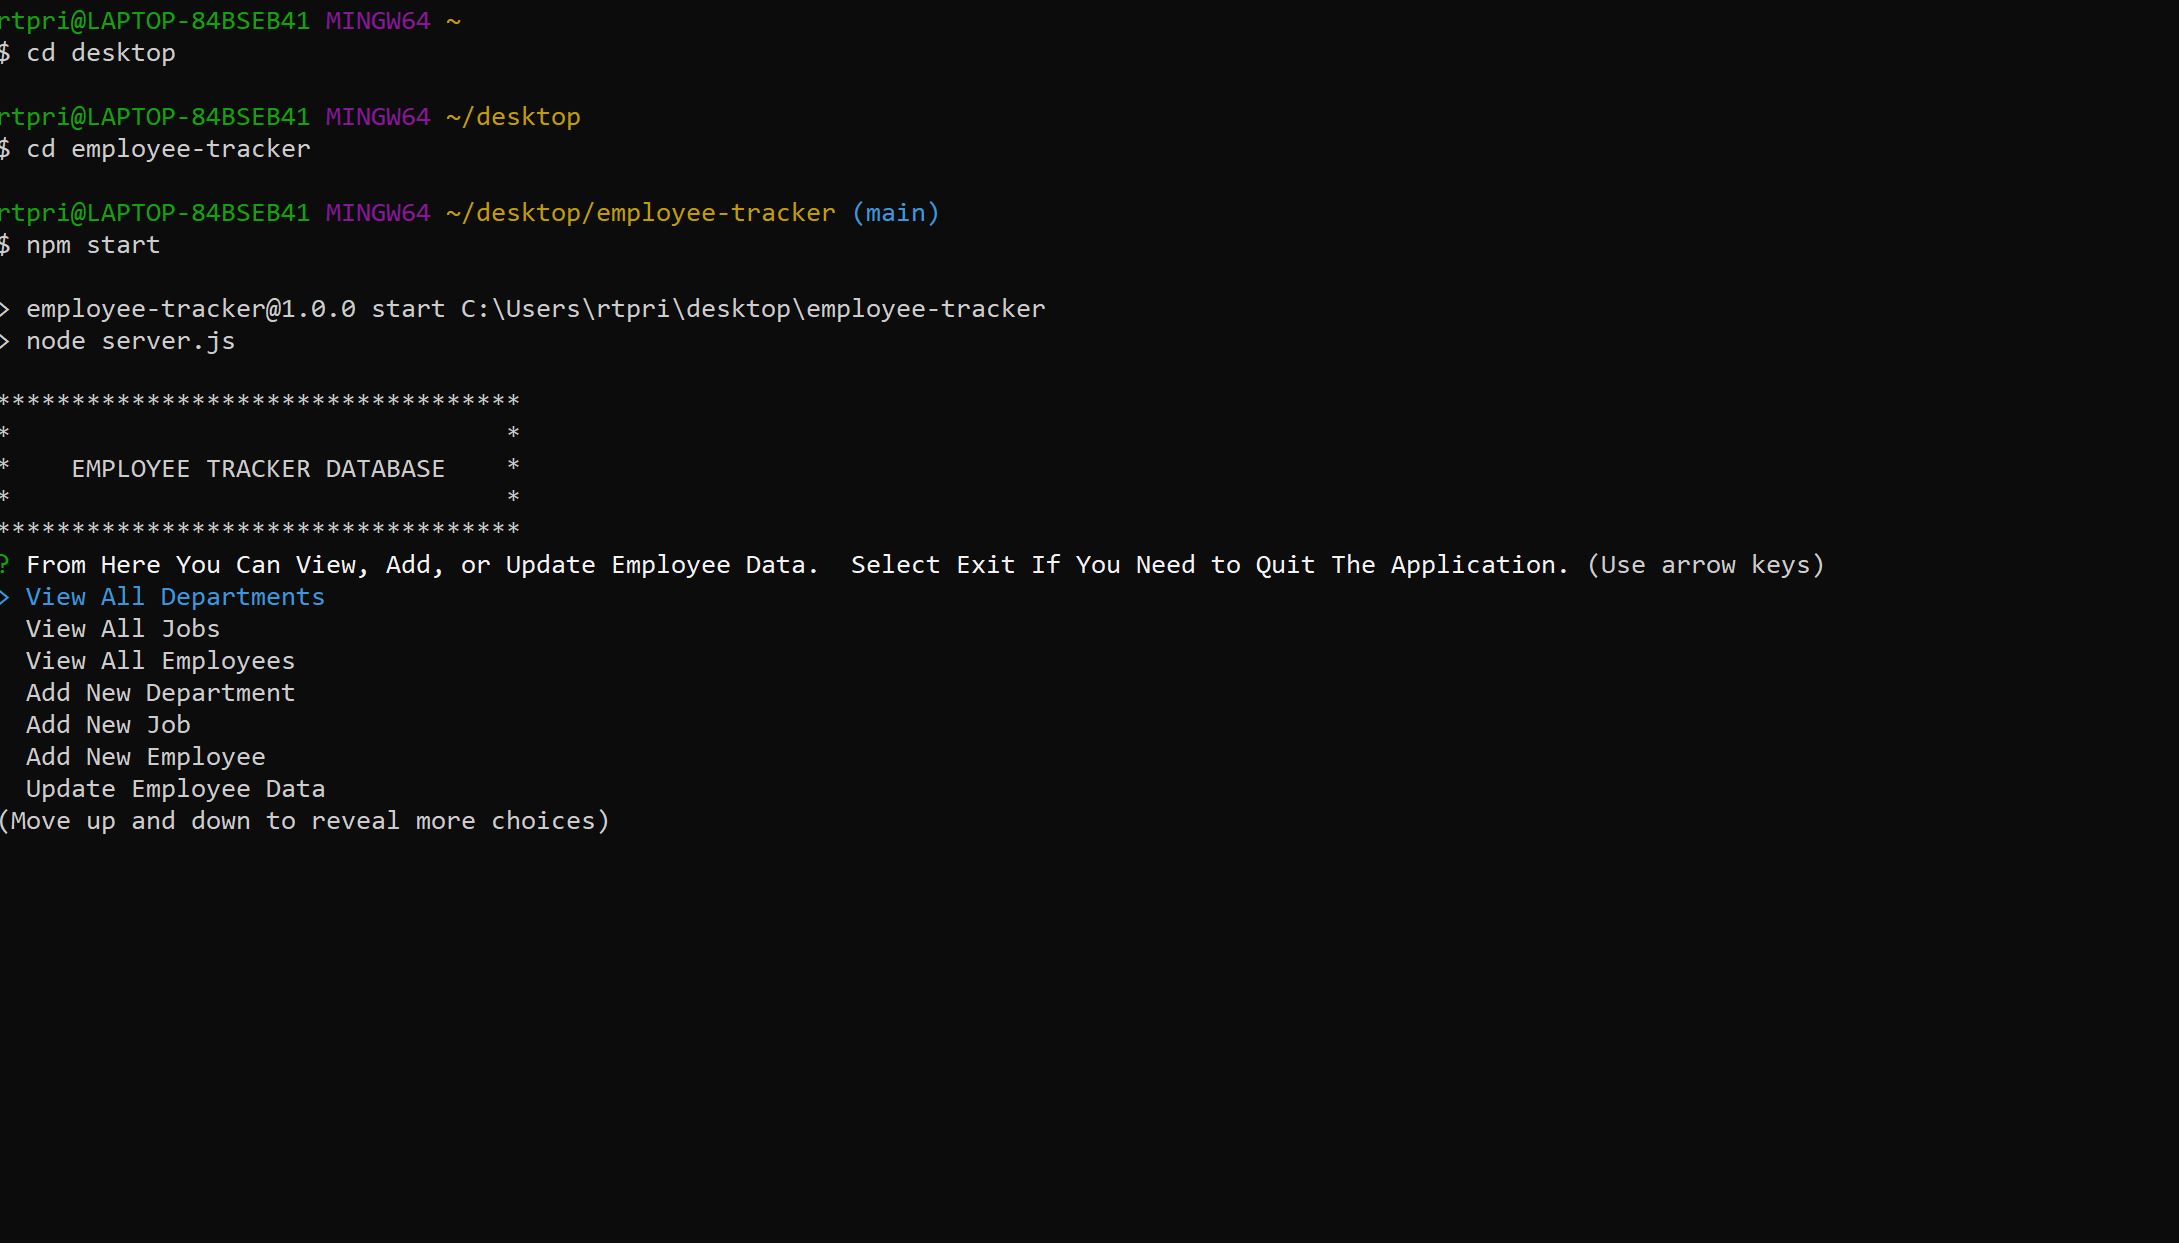 rtpri@LAPTOP-84BSEB41 MINGW64 ~
$ cd desktop
rtpri@LAPTOP-84BSEB41 MINGW64 ~/desktop
$ cd employee-tracker
rtpri@LAPTOP-84BSEB41 MINGW64 ~/desktop/employee-tracker (main)
$ npm start
> employee-tracker@1.0.0 start C:\Users\rtpri\desktop\employee-tracker
> node server.js
***********************************
*                                 *
*    EMPLOYEE TRACKER DATABASE    *
*                                 *
***********************************
? From Here You Can View, Add, or Update Employee Data.  Select Exit If You Need to Quit The Application. (Use arrow keys)
> View All Departments
  View All Jobs
  View All Employees
  Add New Department
  Add New Job
  Add New Employee
  Update Employee Data
(Move up and down to reveal more choices)